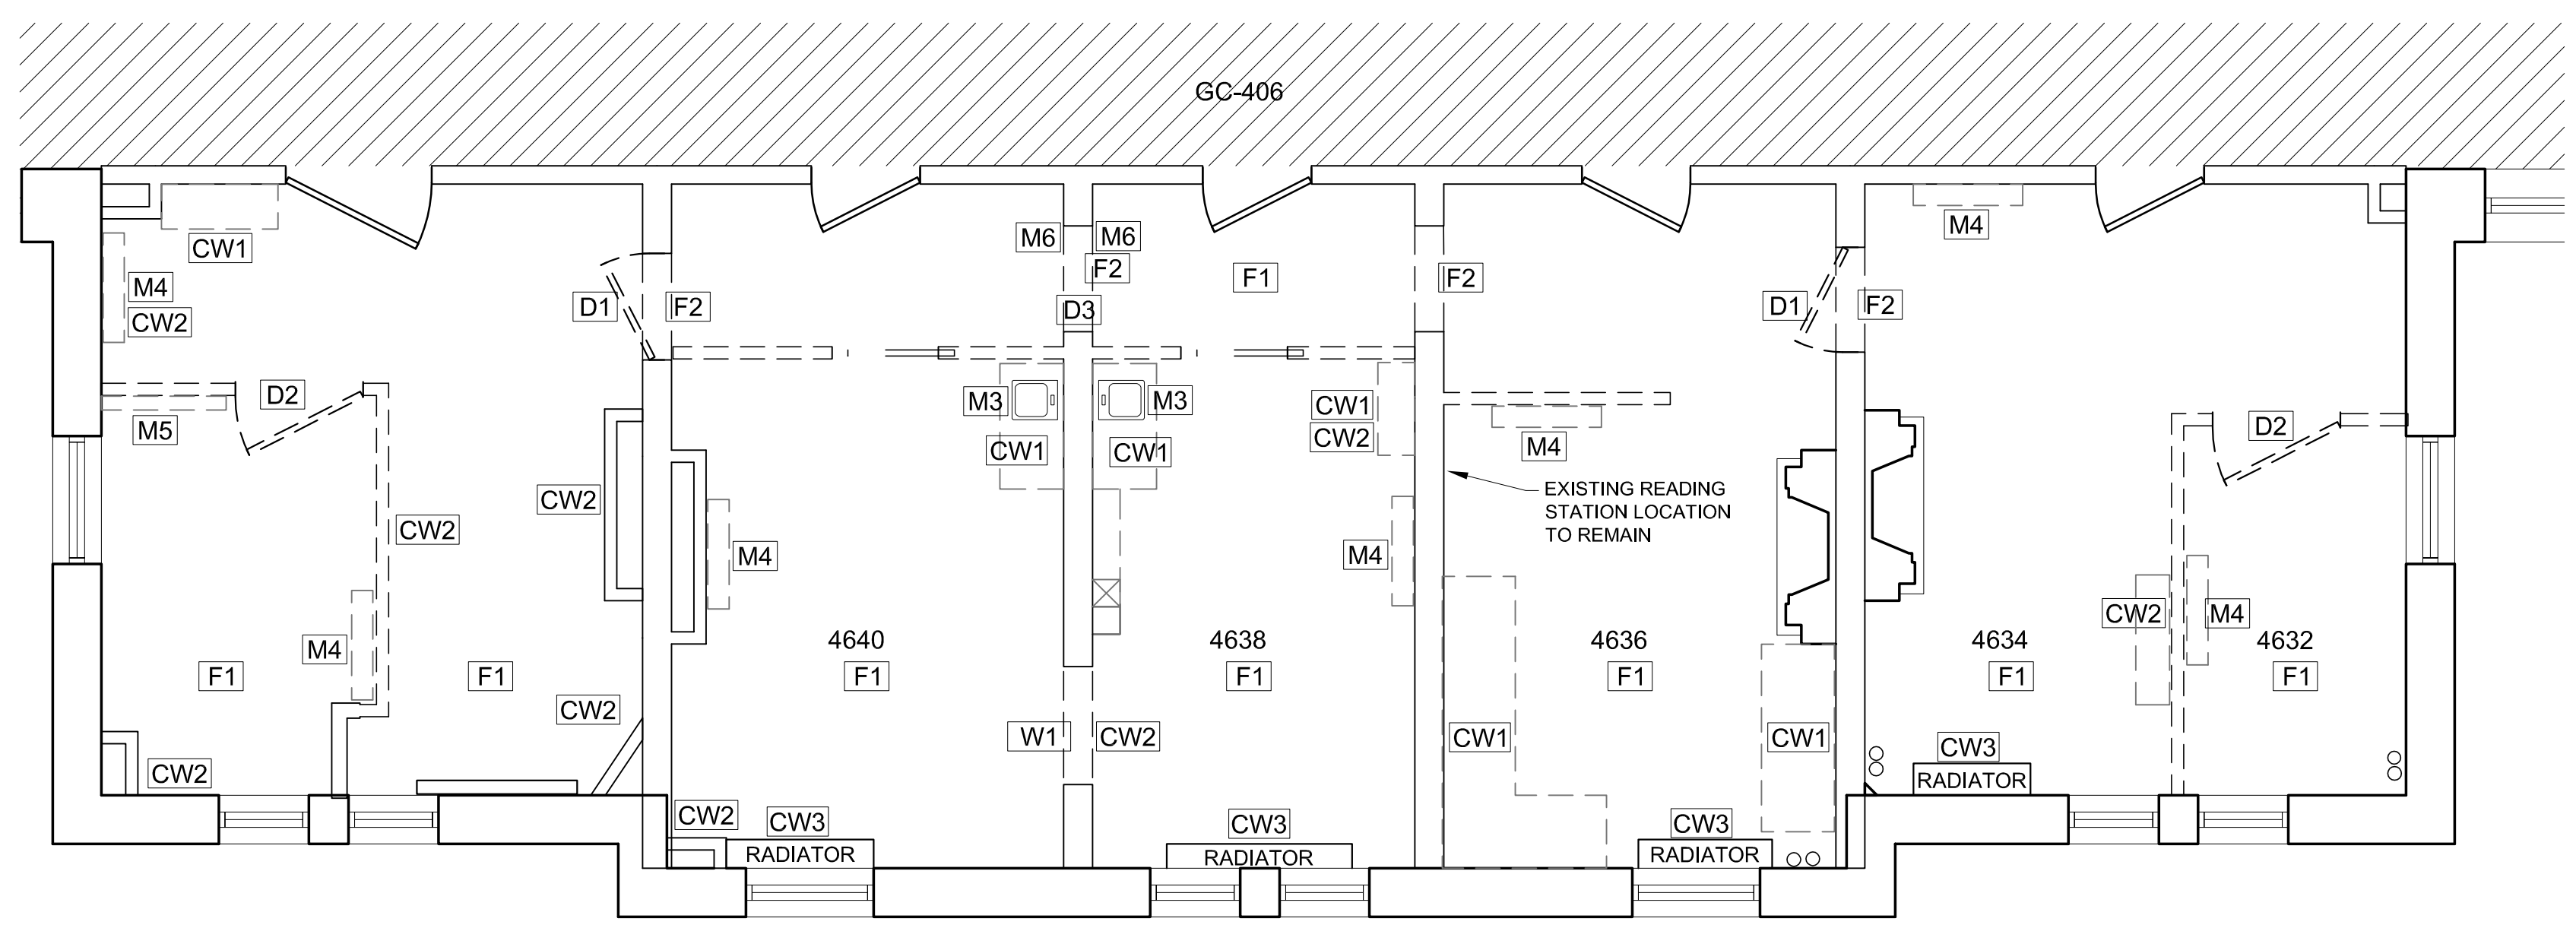 GC-406
CW1
M4
CW2
M6
M6
F2
F1
F2
M4
D1
F2
D3
D1
F2
D2
M5
M3
M3
CW1
CW1
CW1
CW2
M4
D2
CW2
CW2
M4
M4
EXISTING READING
STATION LOCATION
TO REMAIN
M4
F1
F1
CW2
4640
F1
4638
F1
4636
F1
4634
F1
CW2
M4
4632
F1
CW2
CW2
W1
CW2
CW1
CW1
CW3
RADIATOR
CW3
RADIATOR
CW3
RADIATOR
CW3
RADIATOR